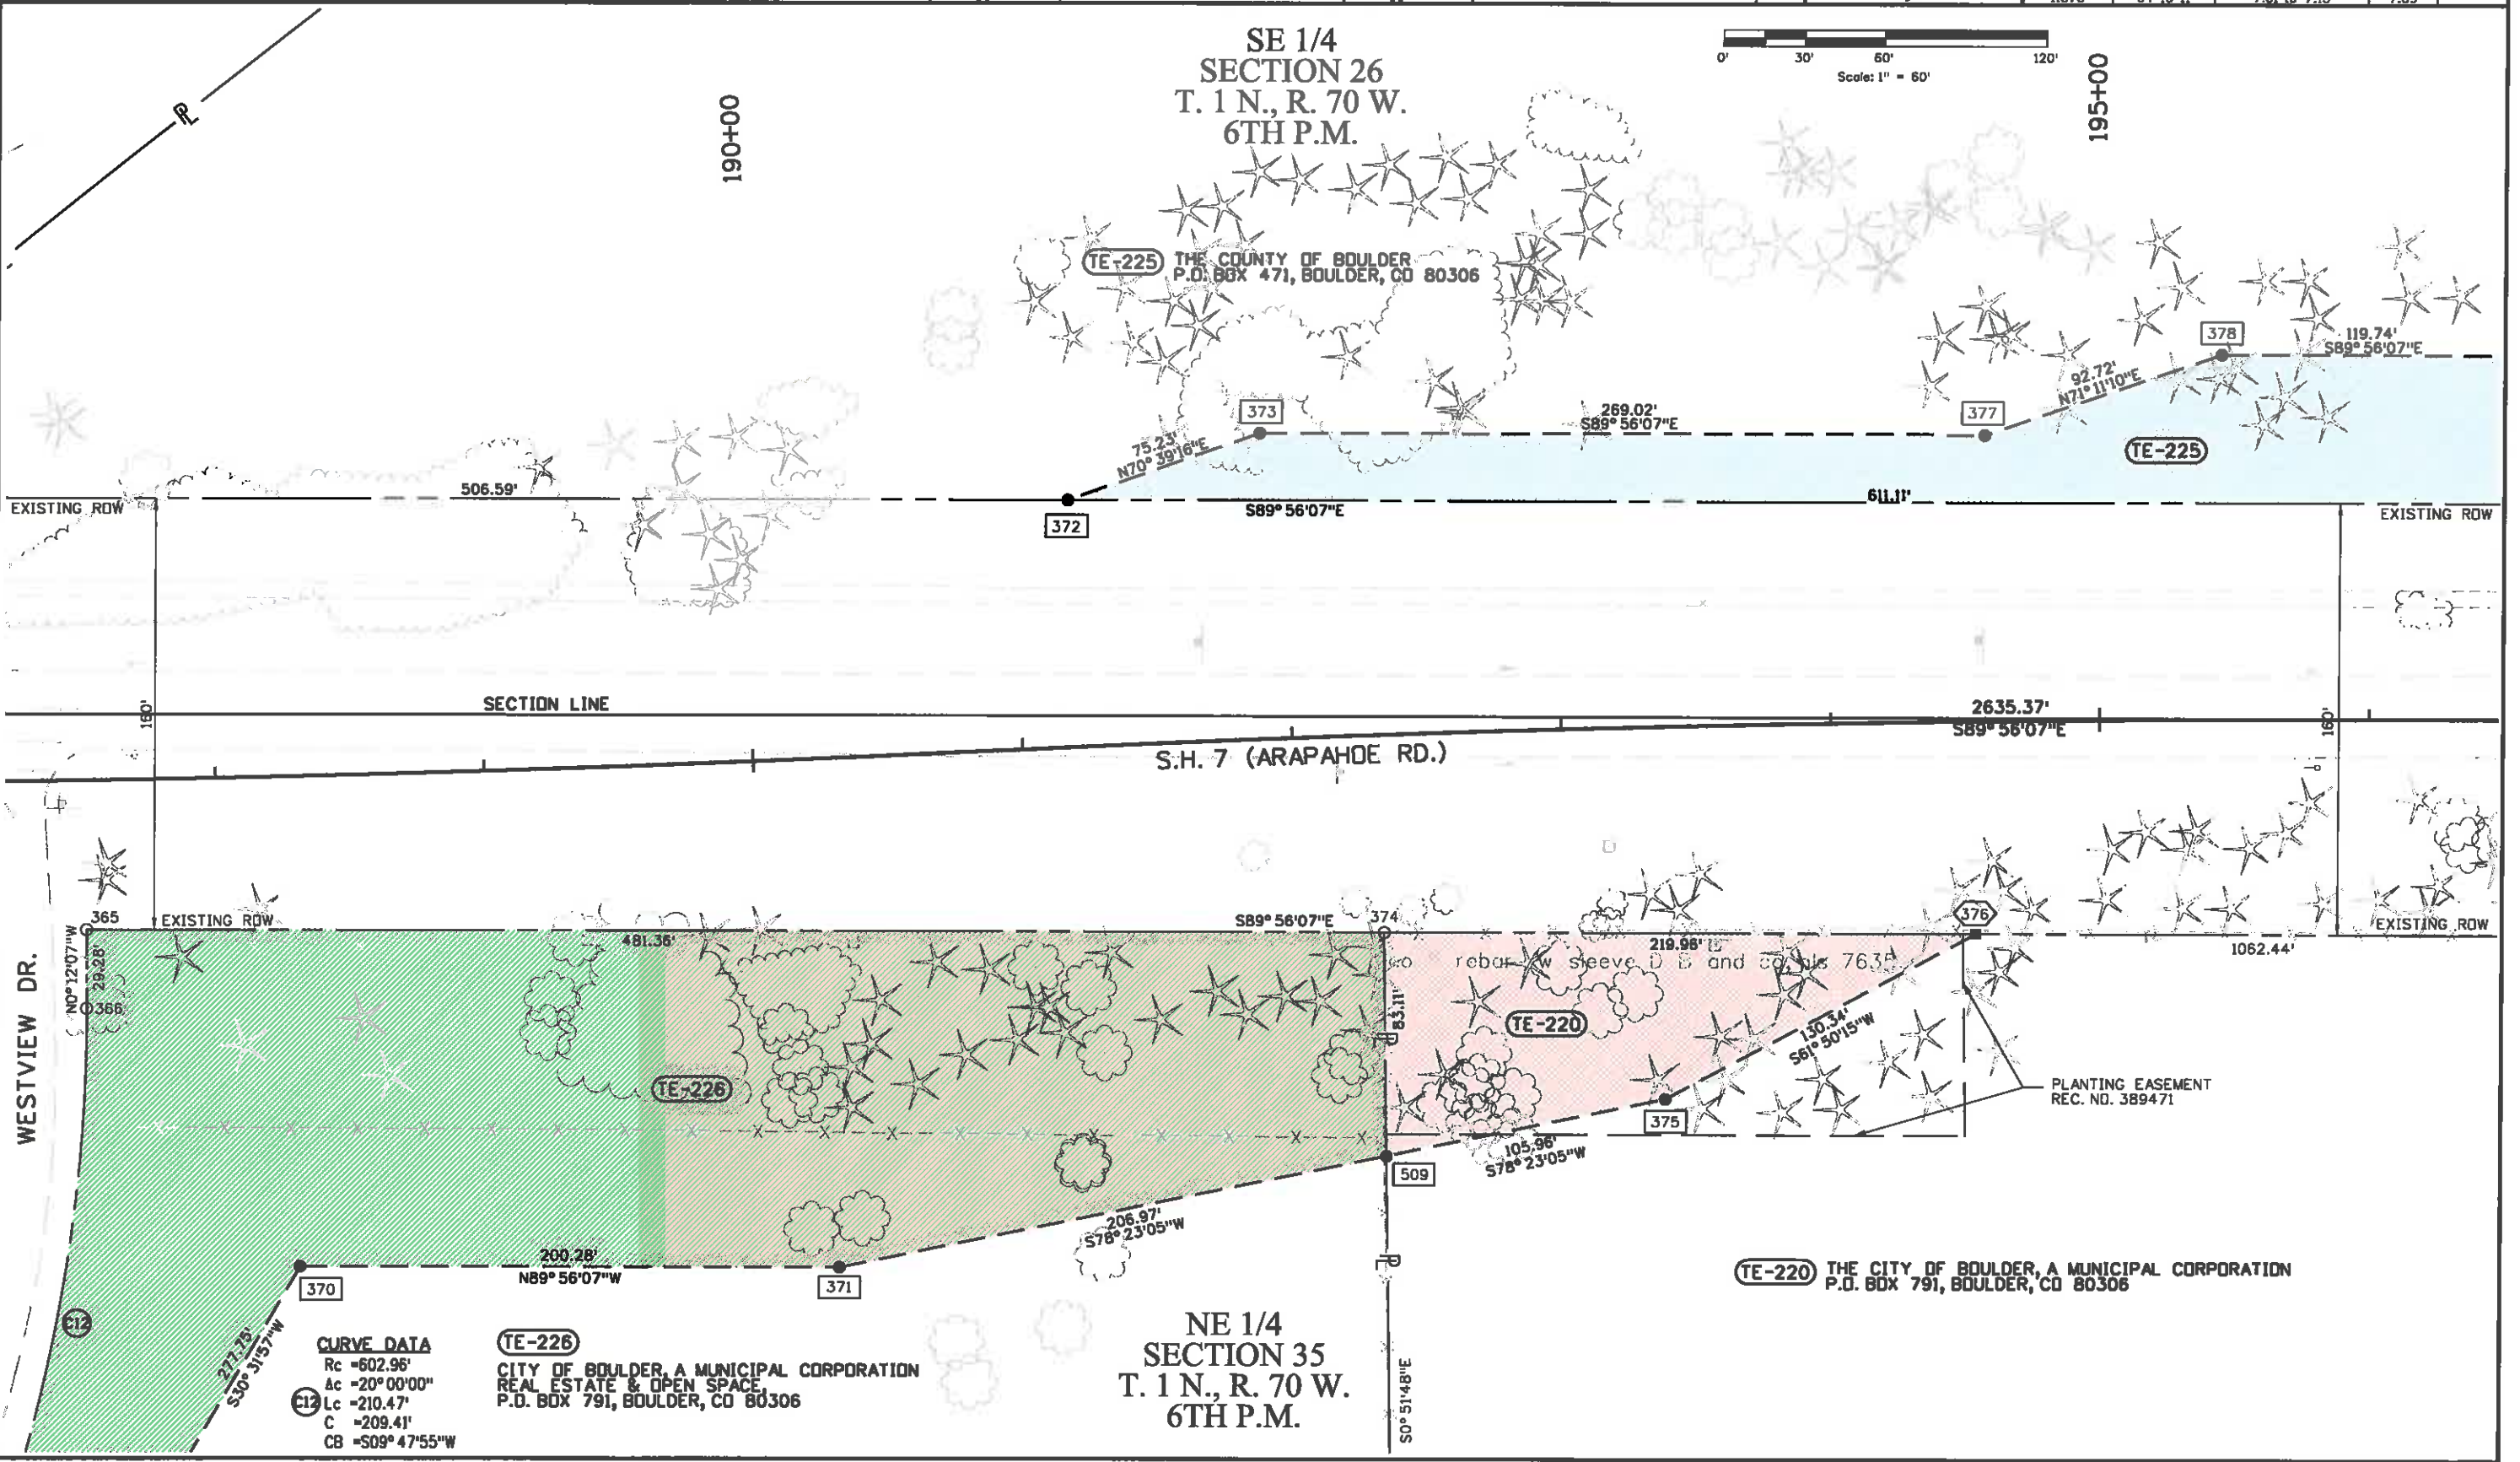 SE 1/4
SECTION 26
T. 1 N., R. 70 W.
6TH P.M.
0' 30' 60' 120'
Scale: 1" = 60'
PL
190+00
195+00
TE-225 THE COUNTY OF BOULDER
P.O. BOX 471, BOULDER, CO 80306
378
119.74'
S89° 56'07"E
92.72'
N71° 11'10"E
373
269.02'
S89° 56'07"E
377
75.23'
N70° 39'16"E
TE-225
EXISTING ROW
506.59'
372
S89° 56'07"E
611.11'
EXISTING ROW
160'
SECTION LINE
2635.37'
S89° 56'07"E
160'
S.H. 7 (ARAPAHOE RD.)
365
EXISTING ROW
481.36'
S89° 56'07"E
374
219.96'
376
EXISTING ROW
1062.44'
N0° 12'07"W
29.28'
366
WESTVIEW DR.
rebar w sleeve D B and co, pls 7635
83.11'
PL
TE-220
130.34'
S61° 50'15"W
TE-226
PLANTING EASEMENT
REC. NO. 389471
375
105.96'
S78° 23'05"W
509
206.97'
S78° 23'05"W
200.28'
N89° 56'07"W
370
371
PL
TE-220 THE CITY OF BOULDER, A MUNICIPAL CORPORATION
P.O. BOX 791, BOULDER, CO 80306
C12
277.75'
S30° 31'57"W
CURVE DATA
Rc =602.96'
Δc =20° 00'00"
C12 Lc =210.47'
C =209.41'
CB =S09° 47'55"W
TE-226
CITY OF BOULDER, A MUNICIPAL CORPORATION
REAL ESTATE & OPEN SPACE,
P.O. BOX 791, BOULDER, CO 80306
NE 1/4
SECTION 35
T. 1 N., R. 70 W.
6TH P.M.
S0° 51'48"E